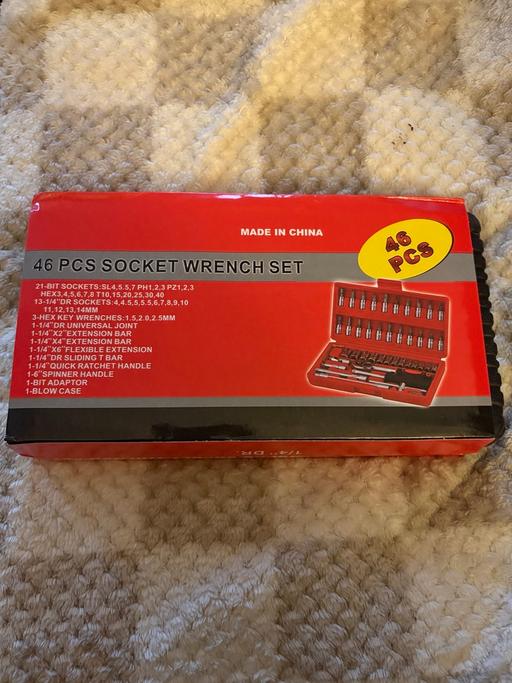 MADE IN CHINA
46 PCS
46 PCS SOCKET WRENCH SET
21-BIT SOCKETS:SL4,5.5,7 PH1,2,3 PZ1,2,3
HEX3,4,5,6,7,8 T10,15,20,25,30,40
13-1/4"DR SOCKETS:4,4.5,5,5.5,6,7,8,9,10
11,12,13,14MM
3-HEX KEY WRENCHES:1.5,2.0,2.5MM
1-1/4"DR UNIVERSAL JOINT
1-1/4"X2"EXTENSION BAR
1-1/4"X4"EXTENSION BAR
1-1/4"X6"FLEXIBLE EXTENSION
1-1/4"DR SLIDING T BAR
1-1/4"QUICK RATCHET HANDLE
1-6"SPINNER HANDLE
1-BIT ADAPTOR
1-BLOW CASE
1/4" DR.